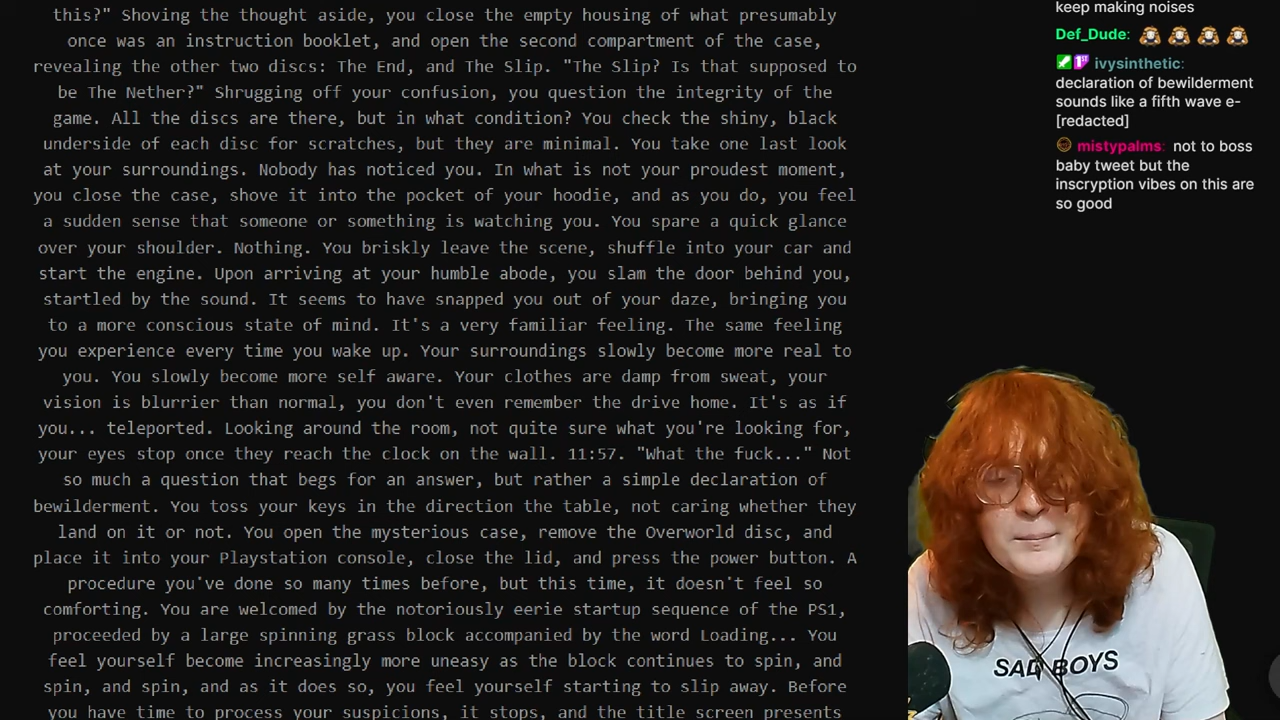 this?" Shoving the thought aside, you close the empty housing of what presumably
once was an instruction booklet, and open the second compartment of the case,
revealing the other two discs: The End, and The Slip. "The Slip? Is that supposed to
be The Nether?" Shrugging off your confusion, you question the integrity of the
game. All the discs are there, but in what condition? You check the shiny, black
underside of each disc for scratches, but they are minimal. You take one last look
at your surroundings. Nobody has noticed you. In what is not your proudest moment,
you close the case, shove it into the pocket of your hoodie, and as you do, you feel
a sudden sense that someone or something is watching you. You spare a quick glance
over your shoulder. Nothing. You briskly leave the scene, shuffle into your car and
start the engine. Upon arriving at your humble abode, you slam the door behind you,
startled by the sound. It seems to have snapped you out of your daze, bringing you
to a more conscious state of mind. It's a very familiar feeling. The same feeling
you experience every time you wake up. Your surroundings slowly become more real to
you. You slowly become more self aware. Your clothes are damp from sweat, your
vision is blurrier than normal, you don't even remember the drive home. It's as if
you... teleported. Looking around the room, not quite sure what you're looking for,
your eyes stop once they reach the clock on the wall. 11:57. "What the fuck..." Not
so much a question that begs for an answer, but rather a simple declaration of
bewilderment. You toss your keys in the direction the table, not caring whether they
land on it or not. You open the mysterious case, remove the Overworld disc, and
place it into your Playstation console, close the lid, and press the power button. A
procedure you've done so many times before, but this time, it doesn't feel so
comforting. You are welcomed by the notoriously eerie startup sequence of the PS1,
proceeded by a large spinning grass block accompanied by the word Loading... You
feel yourself become increasingly more uneasy as the block continues to spin, and
spin, and spin, and as it does so, you feel yourself starting to slip away. Before
you have time to process your suspicions, it stops, and the title screen presents
keep making noises
Def_Dude:
ivysinthetic:
declaration of bewilderment
sounds like a fifth wave e-
[redacted]
mistypalms: not to boss
baby tweet but the
inscryption vibes on this are
so good
SAD BOYS